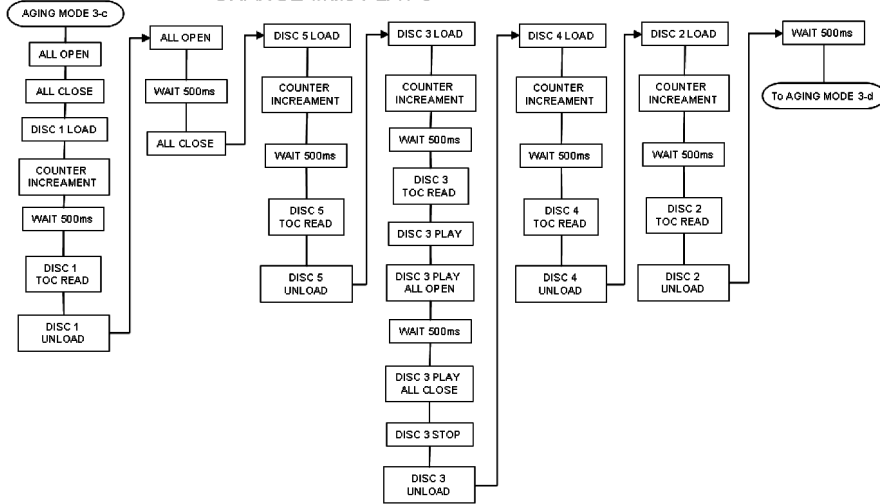 AGING MODE 3-c
ALL OPEN
ALL CLOSE
DISC 1 LOAD
COUNTER
INCREAMENT
WAIT 500ms
DISC 1
TOC READ
DISC 1
UNLOAD
ALL OPEN
WAIT 500ms
ALL CLOSE
DISC 5 LOAD
COUNTER
INCREAMENT
WAIT 500ms
DISC 5
TOC READ
DISC 5
UNLOAD
DISC 3 LOAD
COUNTER
INCREAMENT
WAIT 500ms
DISC 3
TOC READ
DISC 3 PLAY
DISC 3 PLAY
ALL OPEN
WAIT 500ms
DISC 3 PLAY
ALL CLOSE
DISC 3 STOP
DISC 3
UNLOAD
DISC 4 LOAD
COUNTER
INCREAMENT
WAIT 500ms
DISC 4
TOC READ
DISC 4
UNLOAD
DISC 2 LOAD
COUNTER
INCREAMENT
WAIT 500ms
DISC 2
TOC READ
DISC 2
UNLOAD
WAIT 500ms
To AGING MODE 3-d